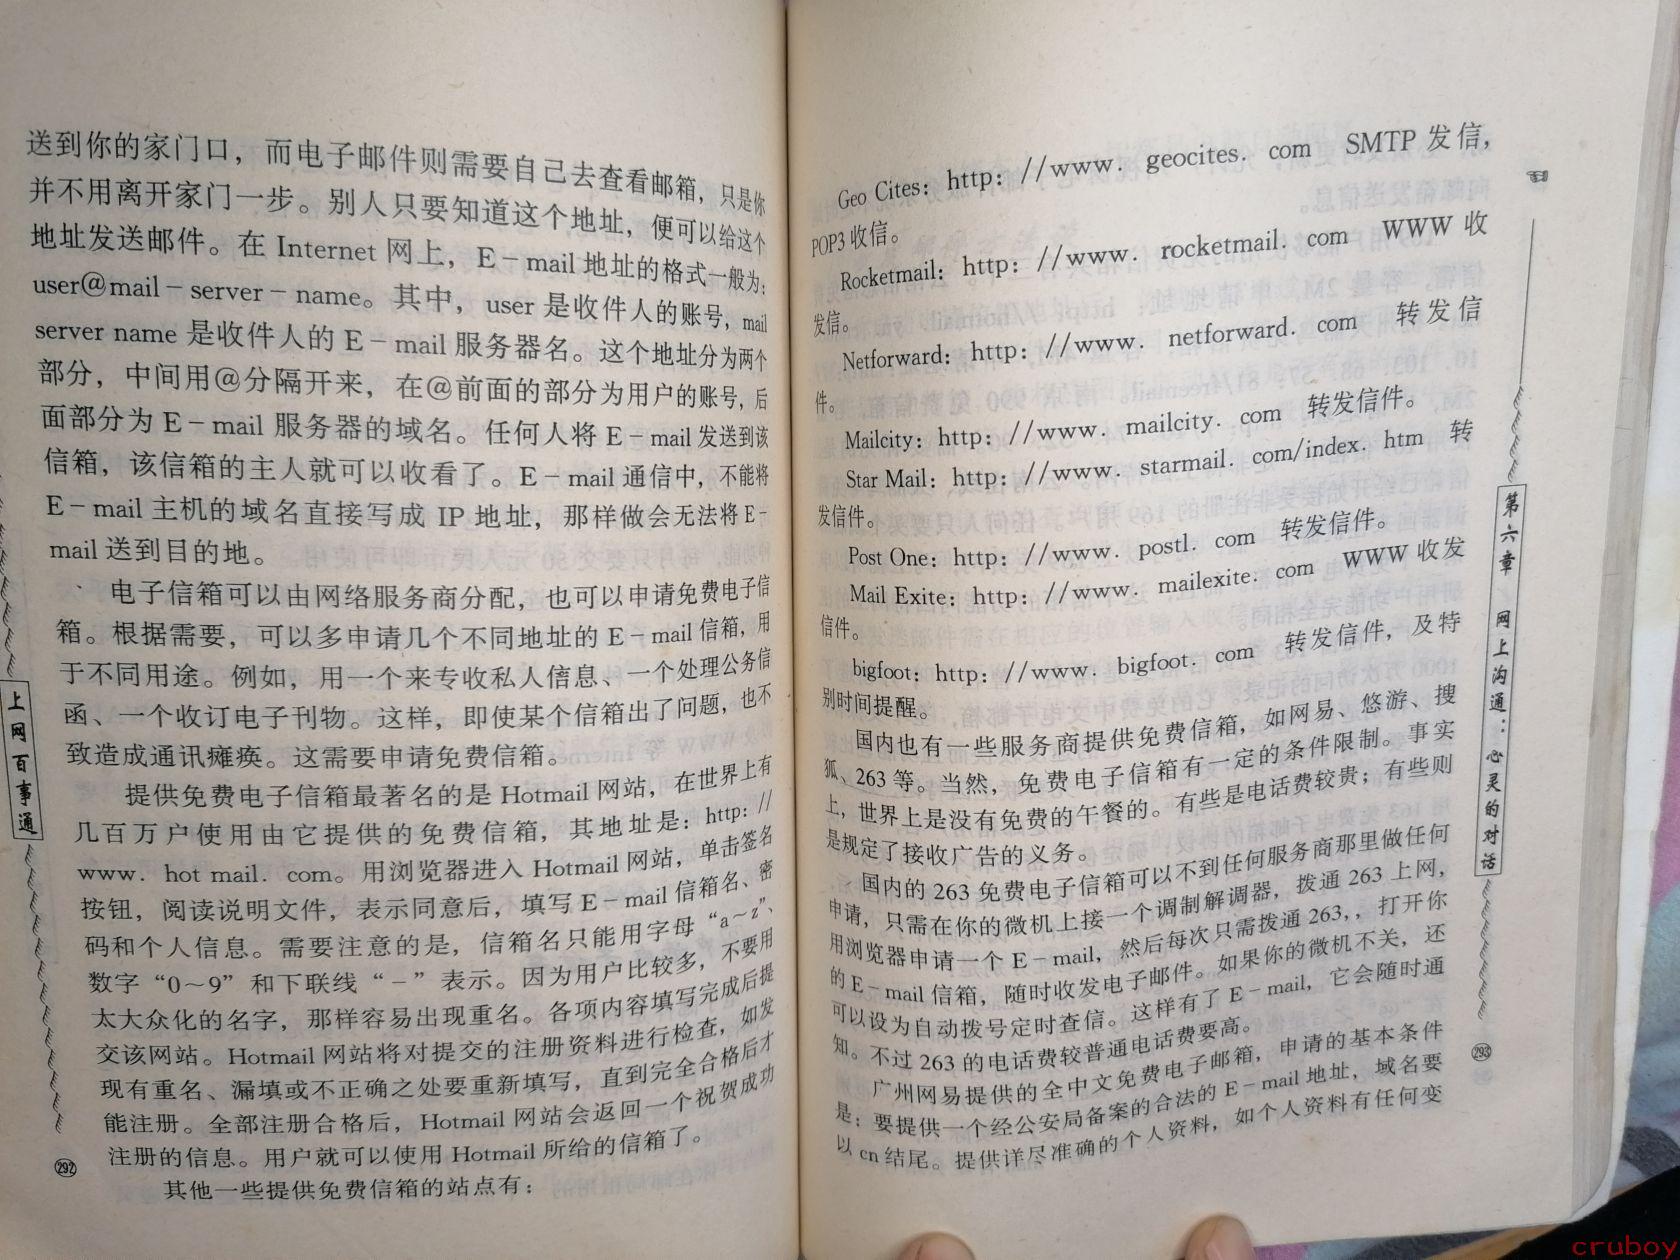 送到你的家门口，而电子邮件则需要自己去查看邮箱，只是你
并不用离开家门一步。别人只要知道这个地址，便可以给这个
地址发送邮件。在 Internet 网上，E－mail 地址的格式一般为：
user@mail－server－name。其中，user 是收件人的账号，mail
server name 是收件人的 E－mail 服务器名。这个地址分为两个
部分，中间用@分隔开来，在@前面的部分为用户的账号，后
面部分为 E－mail 服务器的域名。任何人将 E－mail 发送到该
信箱，该信箱的主人就可以收看了。E－mail 通信中，不能将
E－mail 主机的域名直接写成 IP 地址，那样做会无法将 E－
mail 送到目的地。
电子信箱可以由网络服务商分配，也可以申请免费电子信
箱。根据需要，可以多申请几个不同地址的 E－mail 信箱，用
于不同用途。例如，用一个来专收私人信息、一个处理公务信
函、一个收订电子刊物。这样，即使某个信箱出了问题，也不
致造成通讯瘫痪。这需要申请免费信箱。
提供免费电子信箱最著名的是 Hotmail 网站，在世界上有
几百万户使用由它提供的免费信箱，其地址是：http：//
www．hot mail．com。用浏览器进入 Hotmail 网站，单击签名
按钮，阅读说明文件，表示同意后，填写 E－mail 信箱名、密
码和个人信息。需要注意的是，信箱名只能用字母“a～z”、
数字“0～9”和下联线“－”表示。因为用户比较多，不要用
太大众化的名字，那样容易出现重名。各项内容填写完成后提
交该网站。Hotmail 网站将对提交的注册资料进行检查，如发
现有重名、漏填或不正确之处要重新填写，直到完全合格后才
能注册。全部注册合格后，Hotmail 网站会返回一个祝贺成功
注册的信息。用户就可以使用 Hotmail 所给的信箱了。
其他一些提供免费信箱的站点有：
上网百事通
292
Geo Cites：http：//www．geocites．com SMTP 发信，
POP3 收信。
Rocketmail：http：//www．rocketmail．com WWW 收
发信。
Netforward：http：//www．netforward．com 转发信
件。
Mailcity：http：//www．mailcity．com 转发信件。
Star Mail：http：//www．starmail．com/index．htm 转
发信件。
Post One：http：//www．postl．com 转发信件。
Mail Exite：http：//www．mailexite．com WWW 收发
信件。
bigfoot：http：//www．bigfoot．com 转发信件，及特
别时间提醒。
国内也有一些服务商提供免费信箱，如网易、悠游、搜
狐、263 等。当然，免费电子信箱有一定的条件限制。事实
上，世界上是没有免费的午餐的。有些是电话费较贵；有些则
是规定了接收广告的义务。
国内的 263 免费电子信箱可以不到任何服务商那里做任何
申请，只需在你的微机上接一个调制解调器，拨通 263 上网，
用浏览器申请一个 E－mail，然后每次只需拨通 263，，打开你
的 E－mail 信箱，随时收发电子邮件。如果你的微机不关，还
可以设为自动拨号定时查信。这样有了 E－mail，它会随时通
知。不过 263 的电话费较普通电话费要高。
广州网易提供的全中文免费电子邮箱，申请的基本条件
是：要提供一个经公安局备案的合法的 E－mail 地址，域名要
以 cn 结尾。提供详尽准确的个人资料，如个人资料有任何变
第六章 网上沟通：心灵的对话
293
cruboy